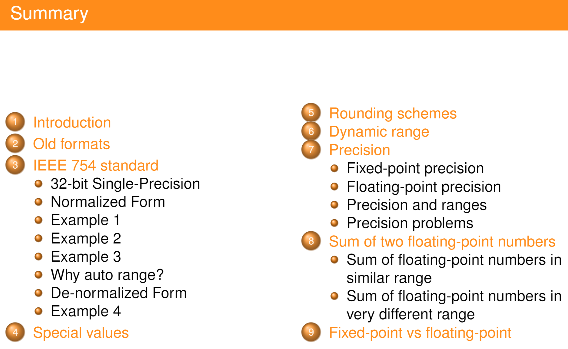 Summary
1 Introduction
2 Old formats
3 IEEE 754 standard
32-bit Single-Precision
Normalized Form
Example 1
Example 2
Example 3
Why auto range?
De-normalized Form
Example 4
4 Special values
5 Rounding schemes
6 Dynamic range
7 Precision
Fixed-point precision
Floating-point precision
Precision and ranges
Precision problems
8 Sum of two floating-point numbers
Sum of floating-point numbers in
similar range
Sum of floating-point numbers in
very different range
9 Fixed-point vs floating-point